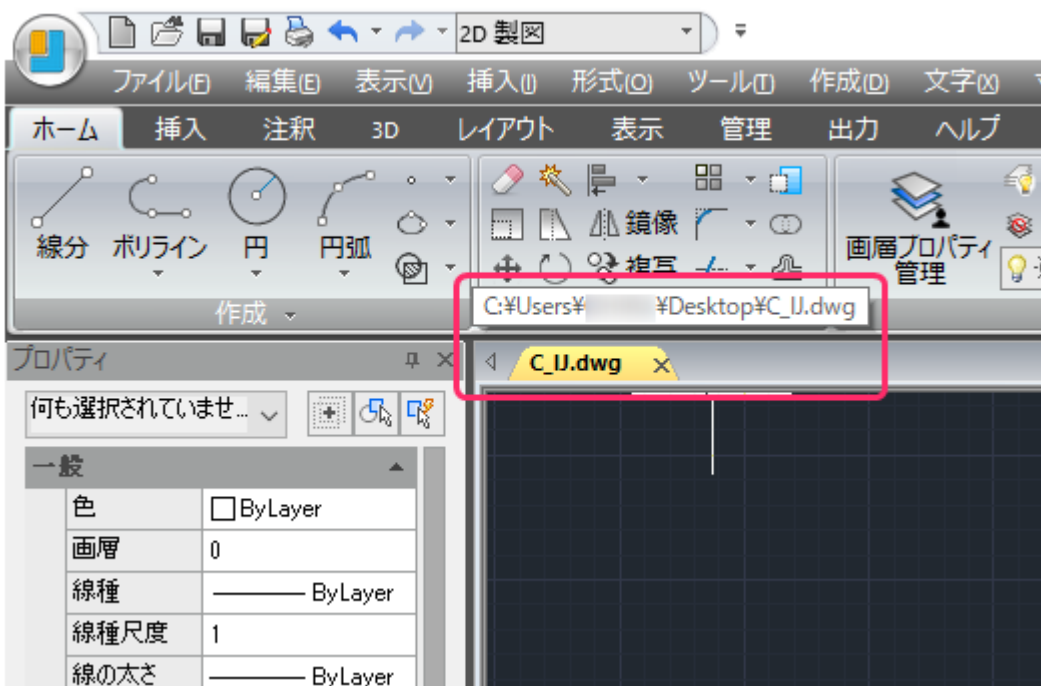 2D 製図
ファイル(F) 編集(E) 表示(V) 挿入(I) 形式(O) ツール(T) 作成(D) 文字(X)
ホーム 挿入 注釈 3D レイアウト 表示 管理 出力 ヘルプ
線分 ポリライン 円 円弧
鏡像
複写
画層プロパティ
管理
作成
C:¥Users¥ ¥Desktop¥C_IJ.dwg
プロパティ
C_IJ.dwg
何も選択されていませ...
一般
色 ByLayer
画層 0
線種 ByLayer
線種尺度 1
線の太さ ByLayer